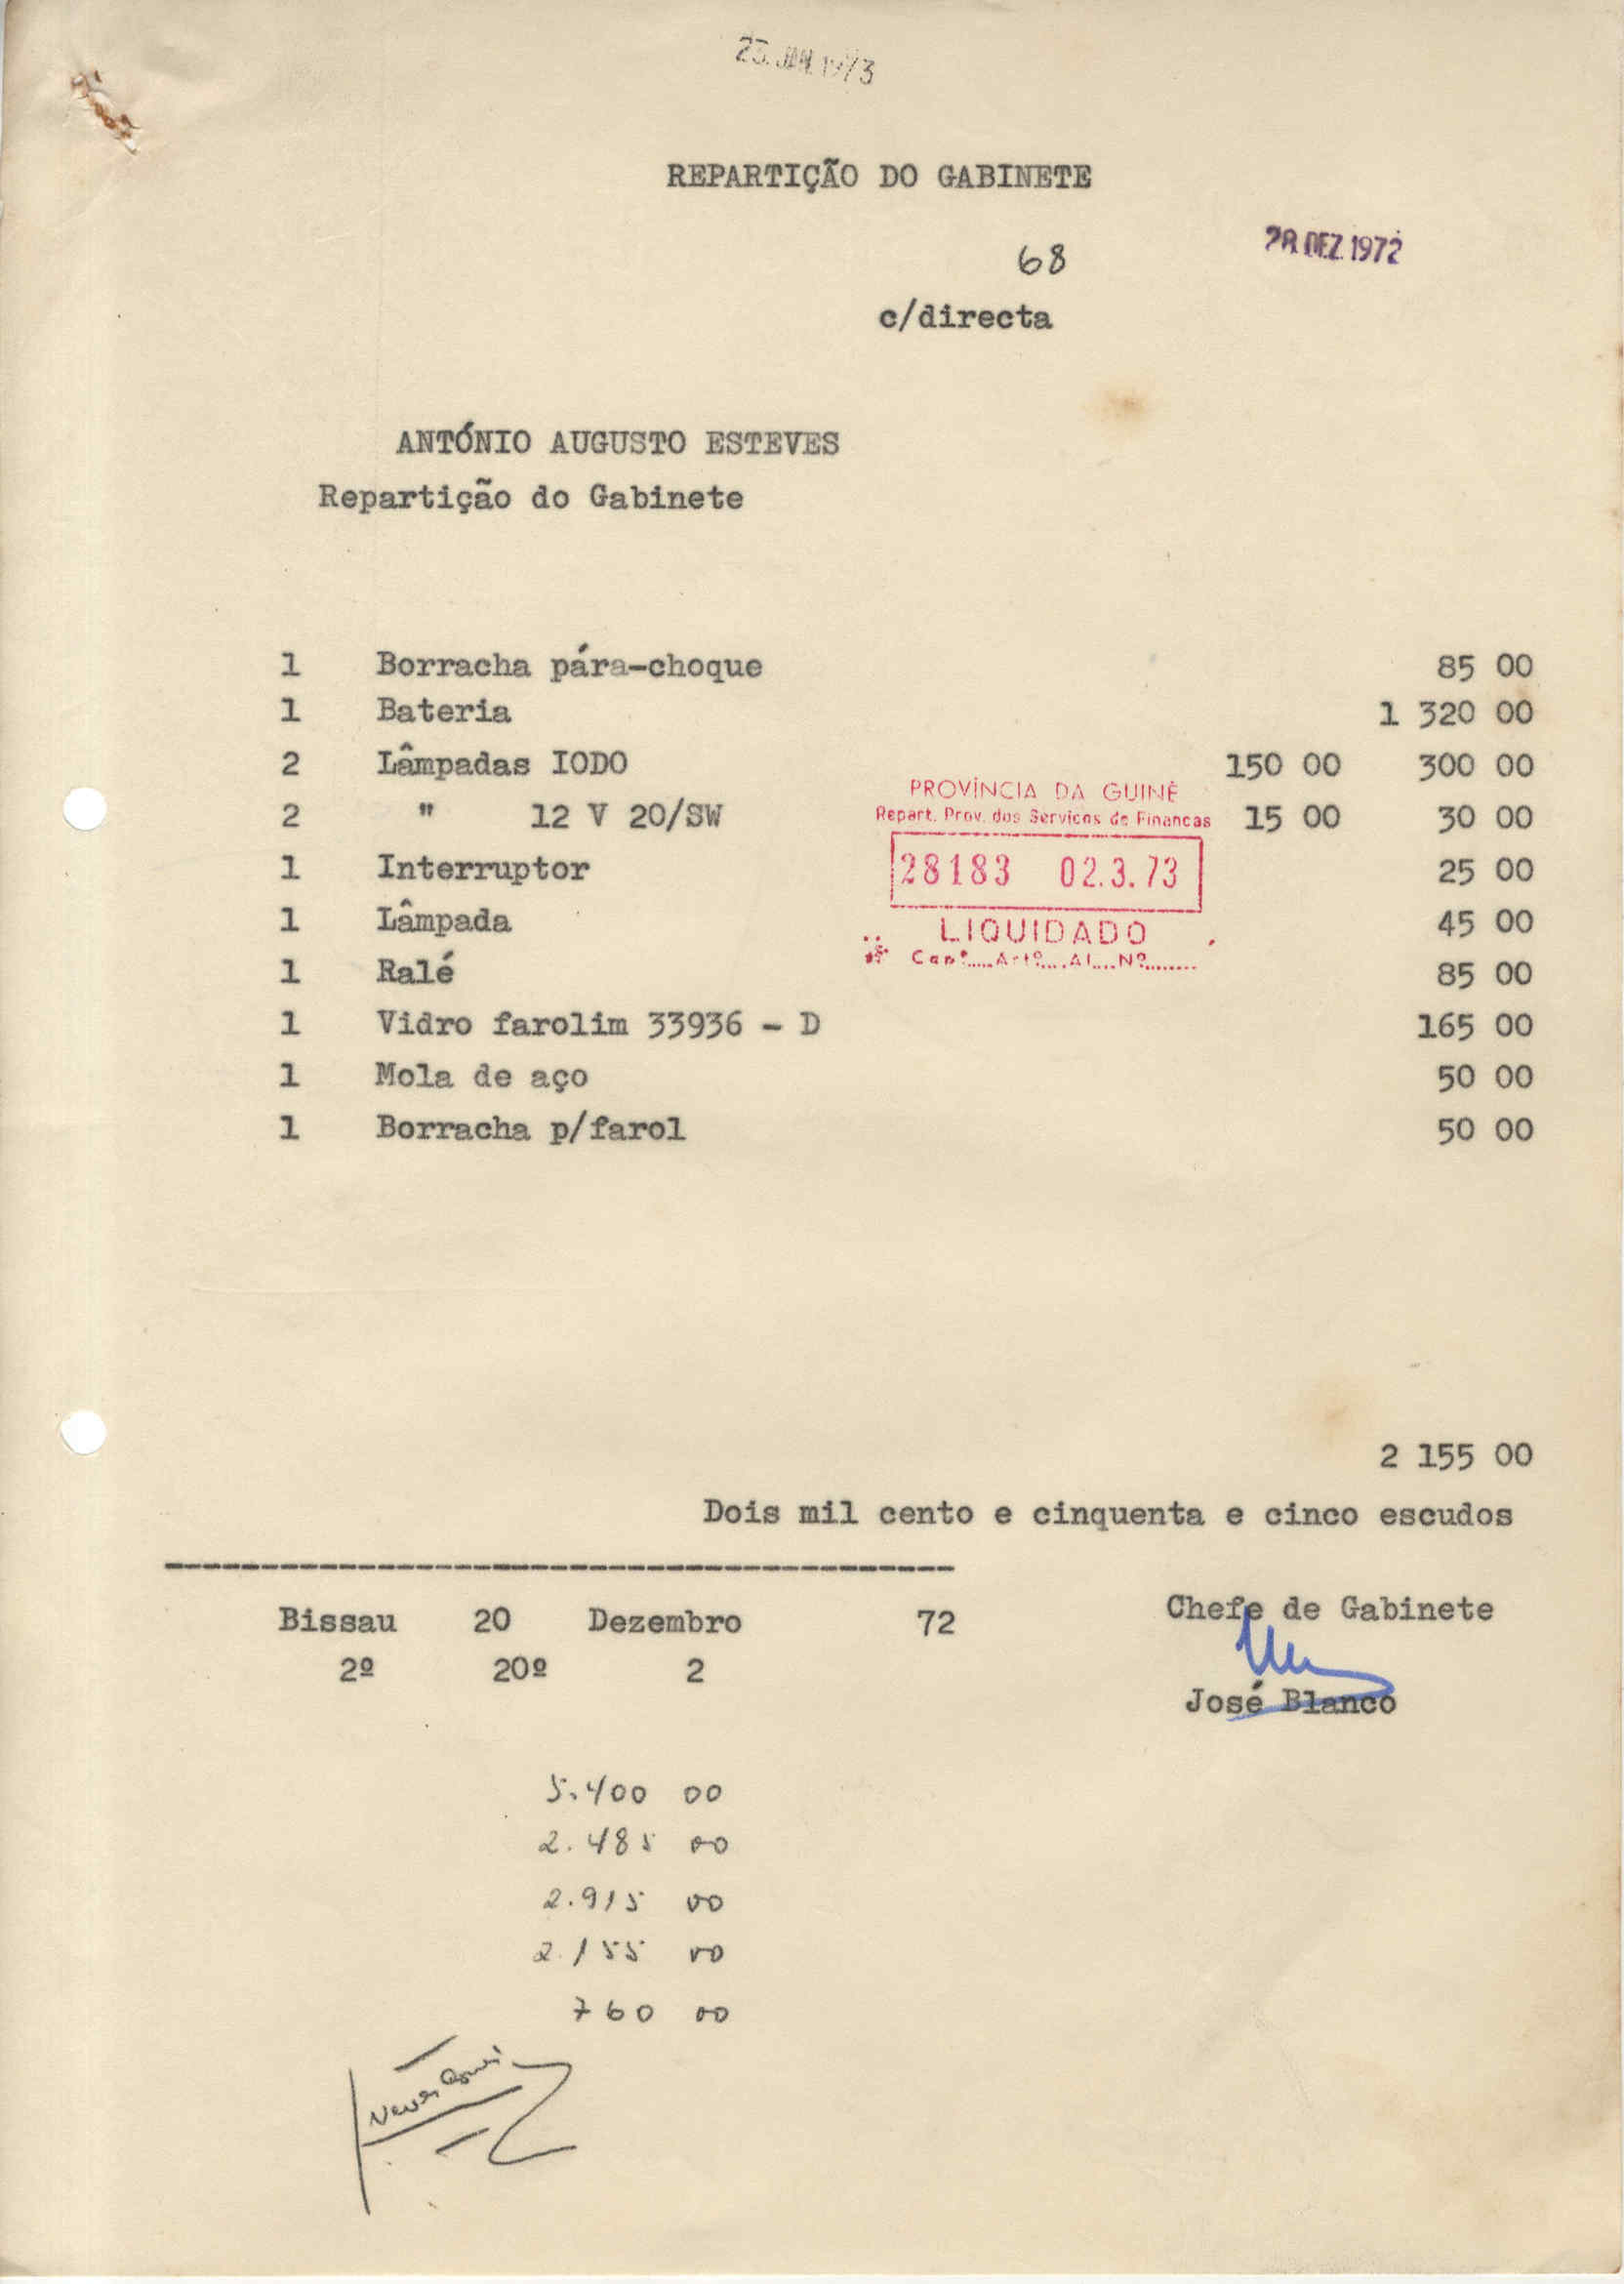 23. JAN. 1973
REPARTIÇÃO DO GABINETE
68
28. DEZ. 1972
c/directa
ANTÓNIO AUGUSTO ESTEVES
Repartição do Gabinete
1 Borracha pára-choque 85 00
1 Bateria 1 320 00
2 Lâmpadas IODO 150 00 300 00
2 " 12 V 20/SW 15 00 30 00
1 Interruptor 25 00
1 Lâmpada 45 00
1 Ralé 85 00
1 Vidro farolim 33936 - D 165 00
1 Mola de aço 50 00
1 Borracha p/farol 50 00
PROVÍNCIA DA GUINÉ
Repart. Prov. dos Serviços de Finanças
28183 02.3.73
LIQUIDADO
Capº.....Artº....Al....Nº........
2 155 00
Dois mil cento e cinquenta e cinco escudos
Bissau 20 Dezembro 72
2º 20º 2
Chefe de Gabinete
José Blanco
5.400 00
2.485 00
2.915 00
2.155 00
760 00